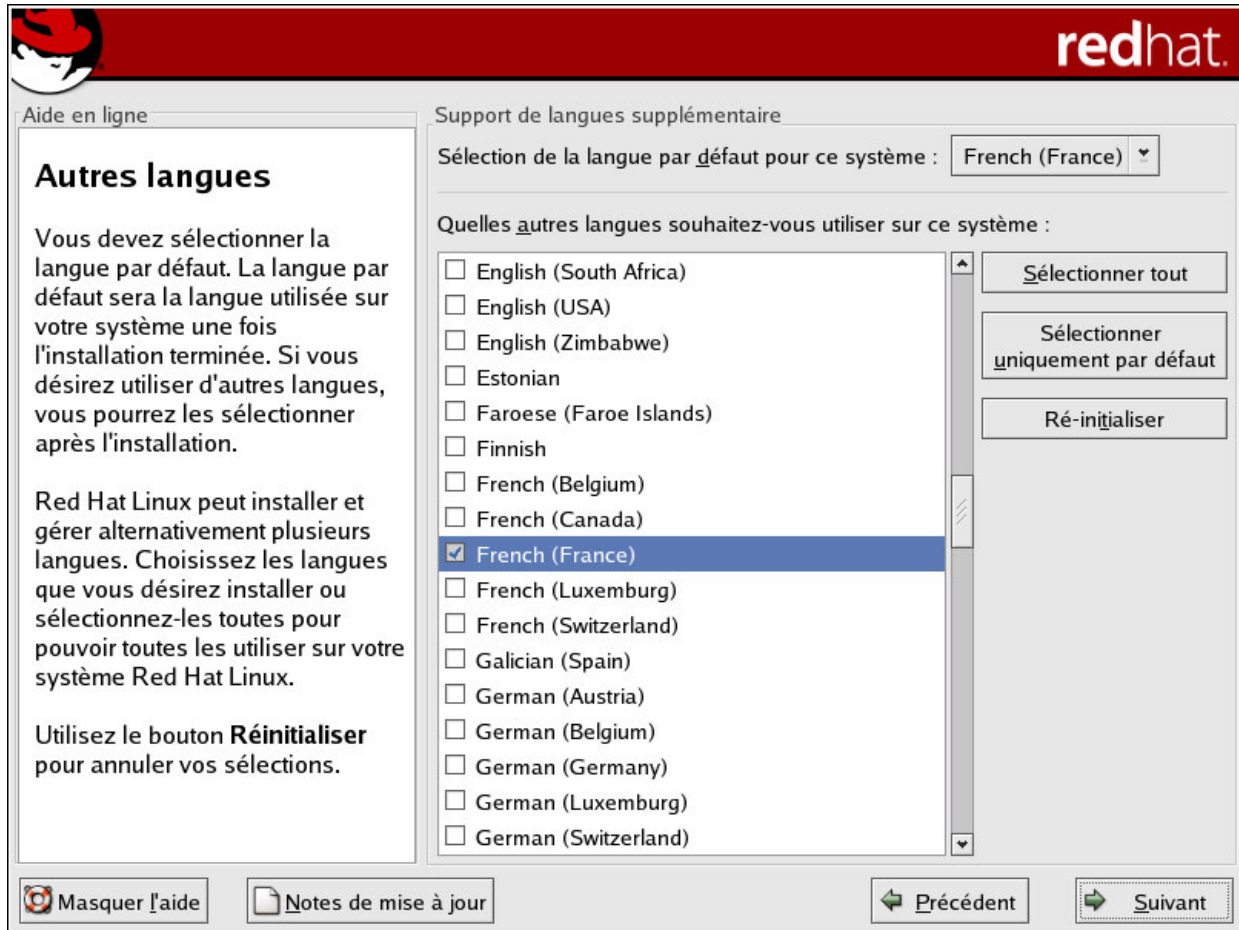 redhat.
Aide en ligne
Autres langues
Vous devez sélectionner la
langue par défaut. La langue par
défaut sera la langue utilisée sur
votre système une fois
l'installation terminée. Si vous
désirez utiliser d'autres langues,
vous pourrez les sélectionner
après l'installation.
Red Hat Linux peut installer et
gérer alternativement plusieurs
langues. Choisissez les langues
que vous désirez installer ou
sélectionnez-les toutes pour
pouvoir toutes les utiliser sur votre
système Red Hat Linux.
Utilisez le bouton Réinitialiser
pour annuler vos sélections.
Support de langues supplémentaire
Sélection de la langue par défaut pour ce système : French (France)
Quelles autres langues souhaitez-vous utiliser sur ce système :
English (South Africa)
English (USA)
English (Zimbabwe)
Estonian
Faroese (Faroe Islands)
Finnish
French (Belgium)
French (Canada)
French (France)
French (Luxemburg)
French (Switzerland)
Galician (Spain)
German (Austria)
German (Belgium)
German (Germany)
German (Luxemburg)
German (Switzerland)
Sélectionner tout
Sélectionner
uniquement par défaut
Ré-initialiser
Masquer l'aide
Notes de mise à jour
Précédent
Suivant